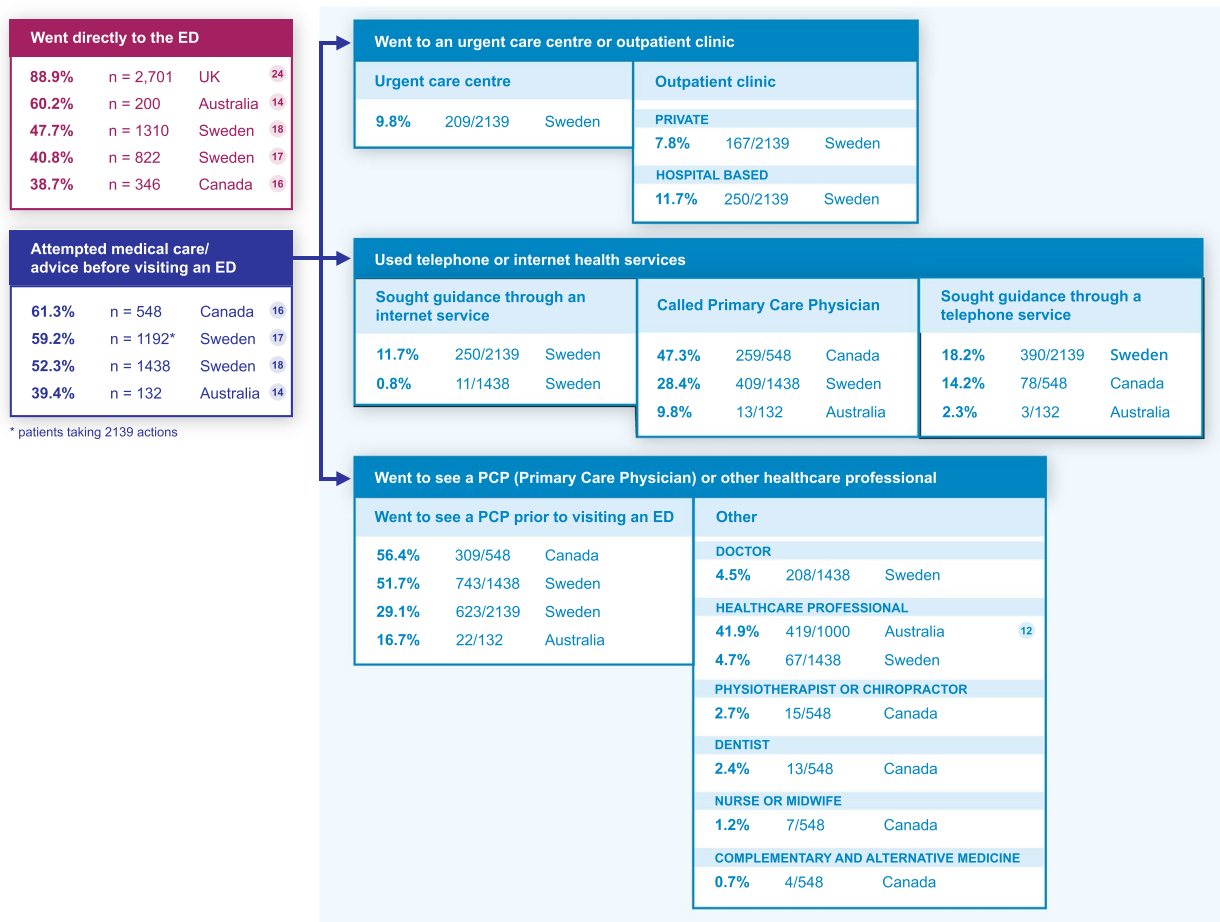 Went directly to the ED
88.9% n = 2,701 UK 24
60.2% n = 200 Australia 14
47.7% n = 1310 Sweden 18
40.8% n = 822 Sweden 17
38.7% n = 346 Canada 16
Attempted medical care/
advice before visiting an ED
61.3% n = 548 Canada 16
59.2% n = 1192* Sweden 17
52.3% n = 1438 Sweden 18
39.4% n = 132 Australia 14
* patients taking 2139 actions
Went to an urgent care centre or outpatient clinic
Urgent care centre
9.8% 209/2139 Sweden
Outpatient clinic
PRIVATE
7.8% 167/2139 Sweden
HOSPITAL BASED
11.7% 250/2139 Sweden
Used telephone or internet health services
Sought guidance through an
internet service
11.7% 250/2139 Sweden
0.8% 11/1438 Sweden
Called Primary Care Physician
47.3% 259/548 Canada
28.4% 409/1438 Sweden
9.8% 13/132 Australia
Sought guidance through a
telephone service
18.2% 390/2139 Sweden
14.2% 78/548 Canada
2.3% 3/132 Australia
Went to see a PCP (Primary Care Physician) or other healthcare professional
Went to see a PCP prior to visiting an ED
56.4% 309/548 Canada
51.7% 743/1438 Sweden
29.1% 623/2139 Sweden
16.7% 22/132 Australia
Other
DOCTOR
4.5% 208/1438 Sweden
HEALTHCARE PROFESSIONAL
41.9% 419/1000 Australia 12
4.7% 67/1438 Sweden
PHYSIOTHERAPIST OR CHIROPRACTOR
2.7% 15/548 Canada
DENTIST
2.4% 13/548 Canada
NURSE OR MIDWIFE
1.2% 7/548 Canada
COMPLEMENTARY AND ALTERNATIVE MEDICINE
0.7% 4/548 Canada